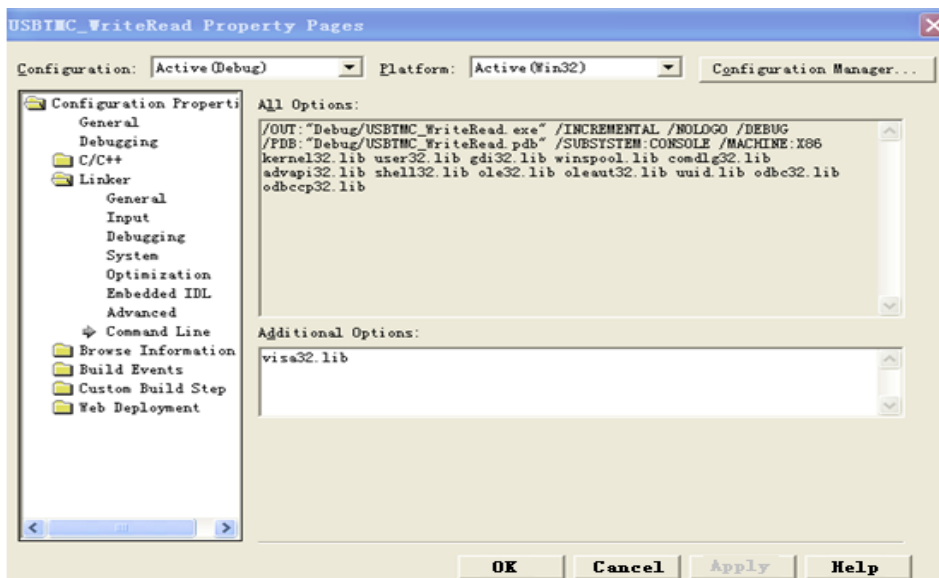 USBTMC_WriteRead Property Pages
Configuration: Active(Debug) Platform: Active(Win32) Configuration Manager...
Configuration Properti
General
Debugging
C/C++
Linker
General
Input
Debugging
System
Optimization
Embedded IDL
Advanced
Command Line
Browse Information
Build Events
Custom Build Step
Web Deployment
All Options:
/OUT:"Debug/USBTMC_WriteRead.exe" /INCREMENTAL /NOLOGO /DEBUG
/PDB:"Debug/USBTMC_WriteRead.pdb" /SUBSYSTEM:CONSOLE /MACHINE:X86
kernel32.lib user32.lib gdi32.lib winspool.lib comdlg32.lib
advapi32.lib shell32.lib ole32.lib oleaut32.lib uuid.lib odbc32.lib
odbccp32.lib
Additional Options:
visa32.lib
OK Cancel Apply Help